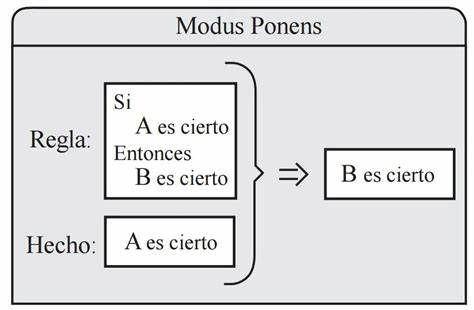 Modus Ponens
Regla:
Si
A es cierto
Entonces
B es cierto
Hecho:
A es cierto
B es cierto